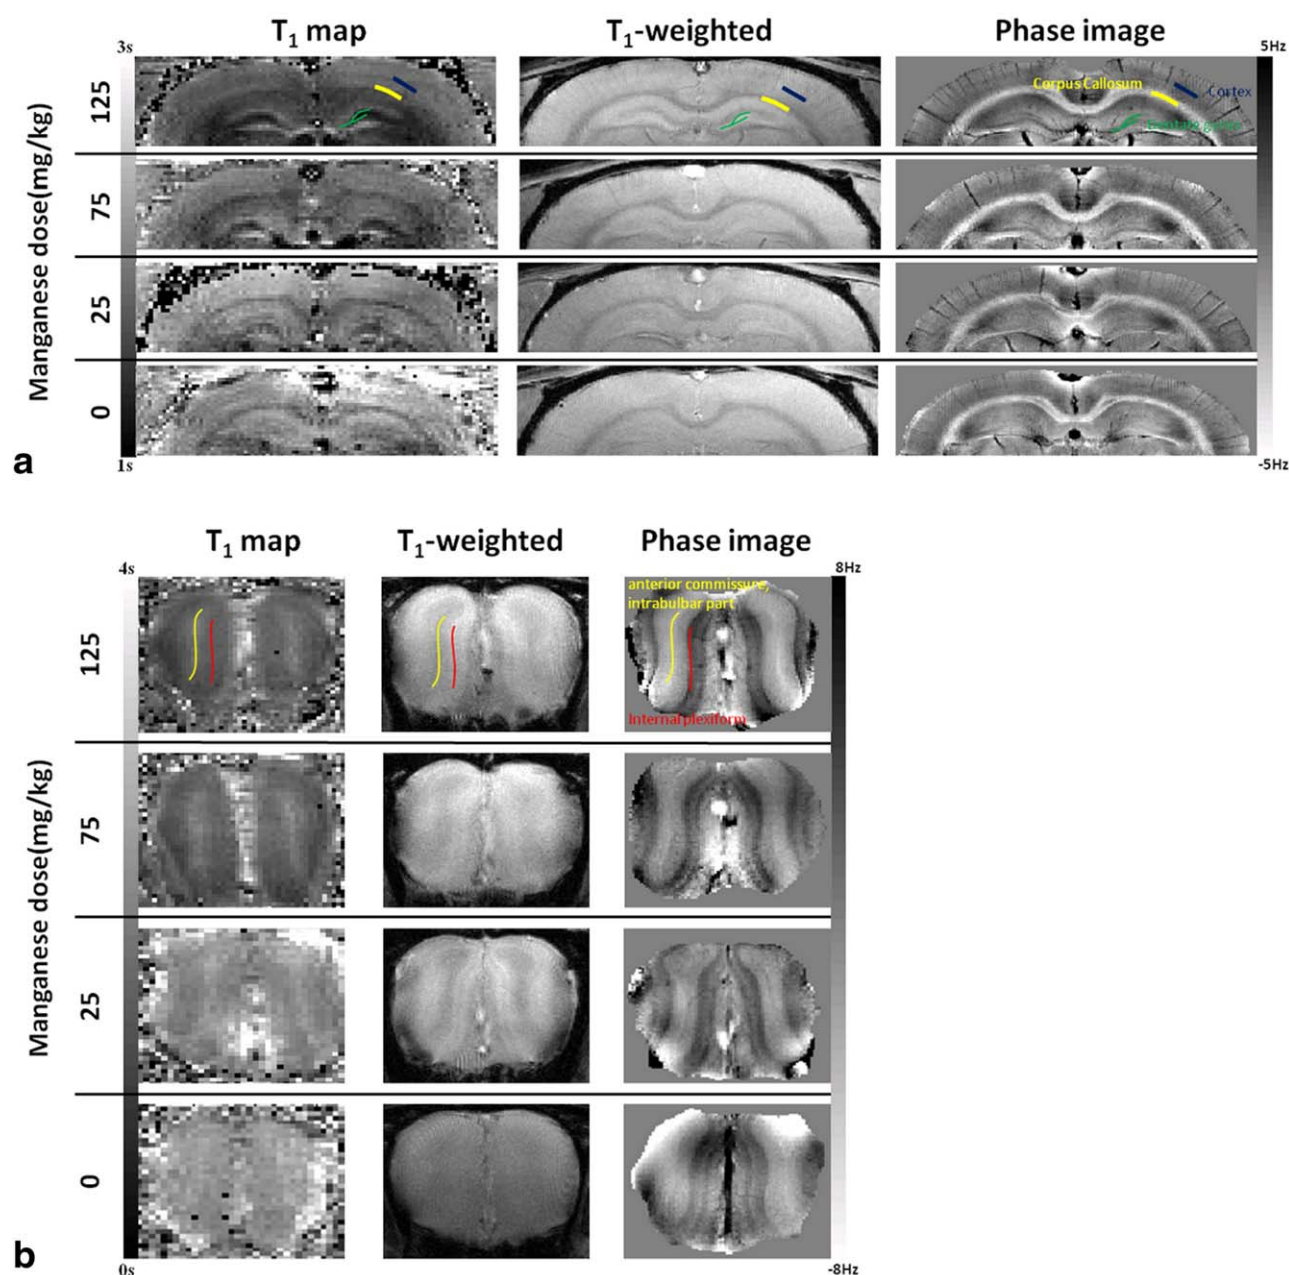 T1 map
T1-weighted
Phase image
3s
5Hz
Manganese dose(mg/kg)
125
Corpus Callosum
Cortex
75
25
0
1s
-5Hz
a
T1 map
T1-weighted
Phase image
4s
8Hz
Manganese dose(mg/kg)
125
anterior commissure,
intrabulbar part
Internal plexiform
75
25
0
0s
-8Hz
b